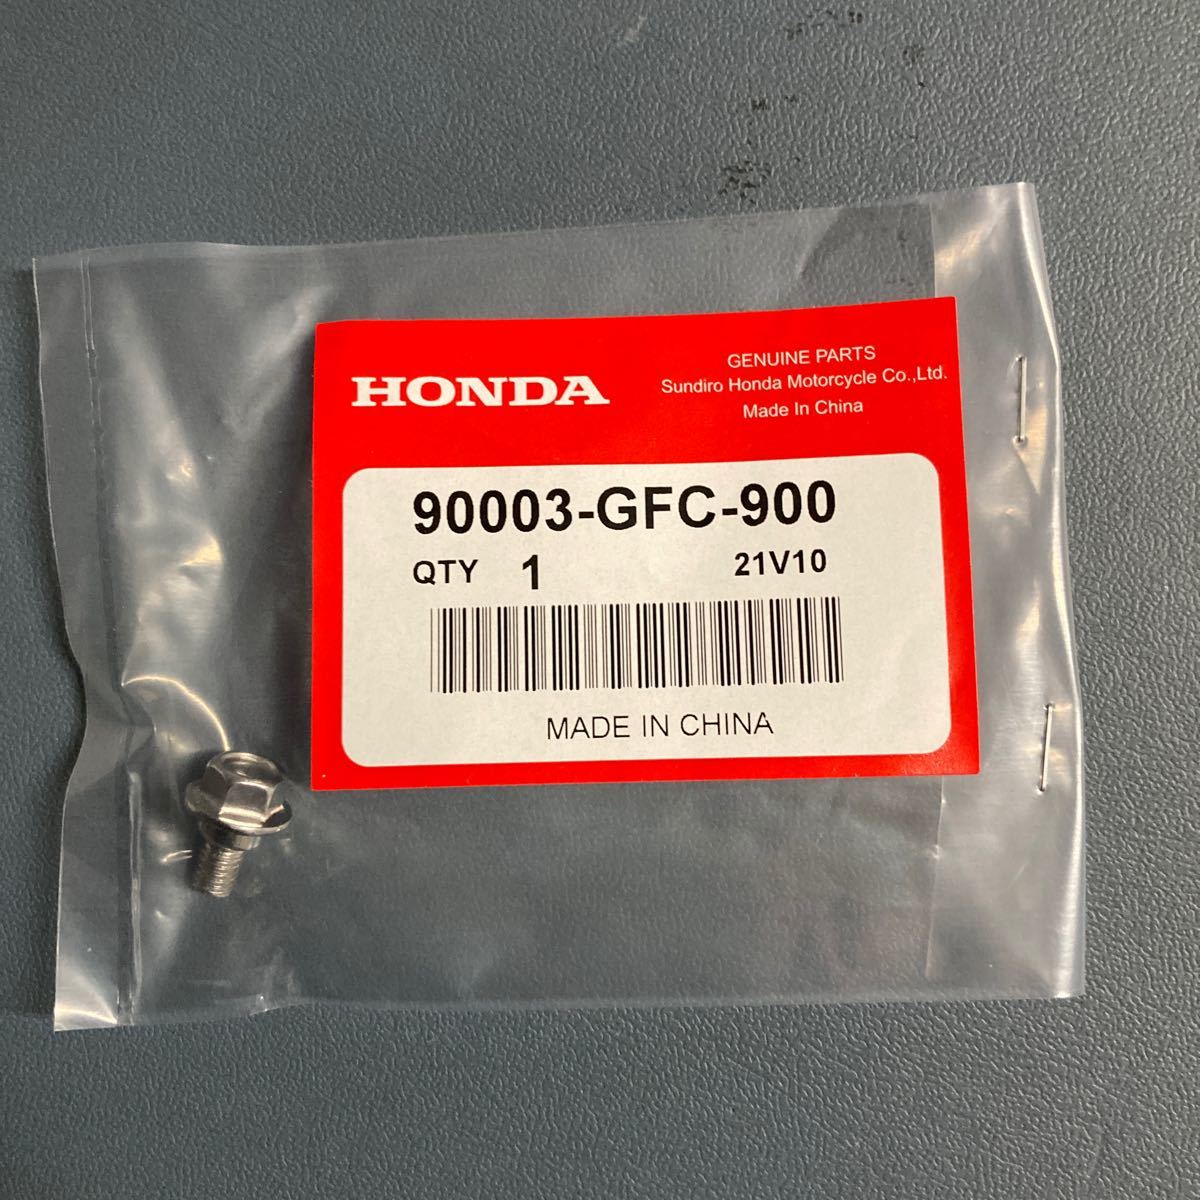 HONDA
GENUINE PARTS
Sundiro Honda Motorcycle Co.,Ltd.
Made In China
90003-GFC-900
QTY 1 21V10
MADE IN CHINA